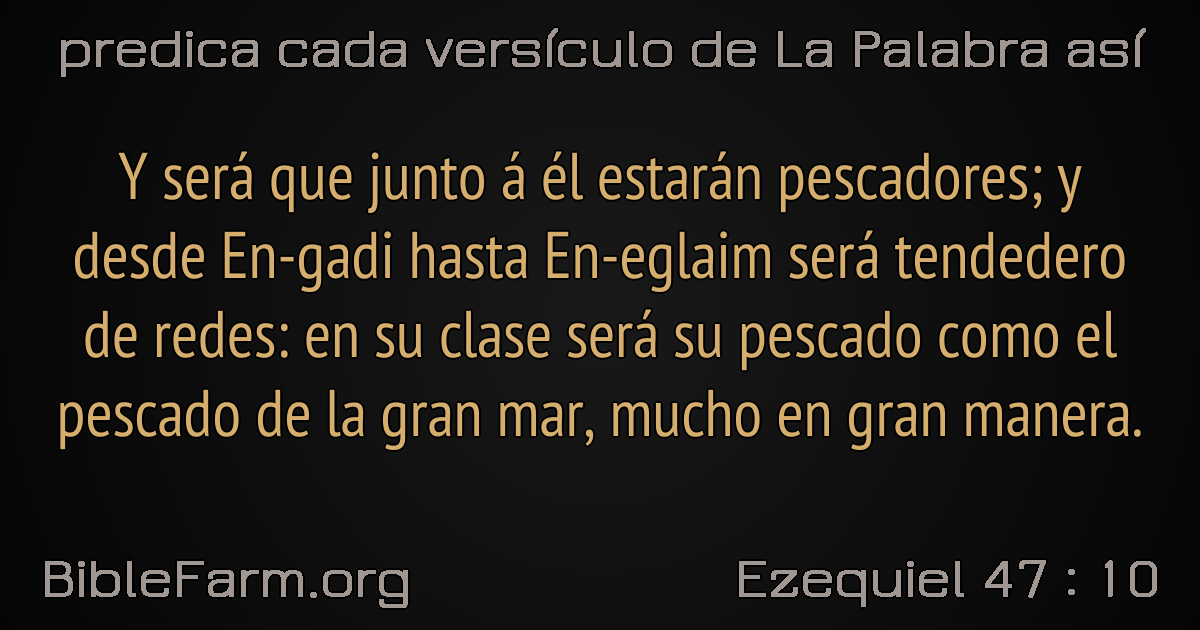 predica cada versículo de La Palabra así
Y será que junto á él estarán pescadores; y
desde En-gadi hasta En-eglaim será tendedero
de redes: en su clase será su pescado como el
pescado de la gran mar, mucho en gran manera.
BibleFarm.org
Ezequiel 47 : 10